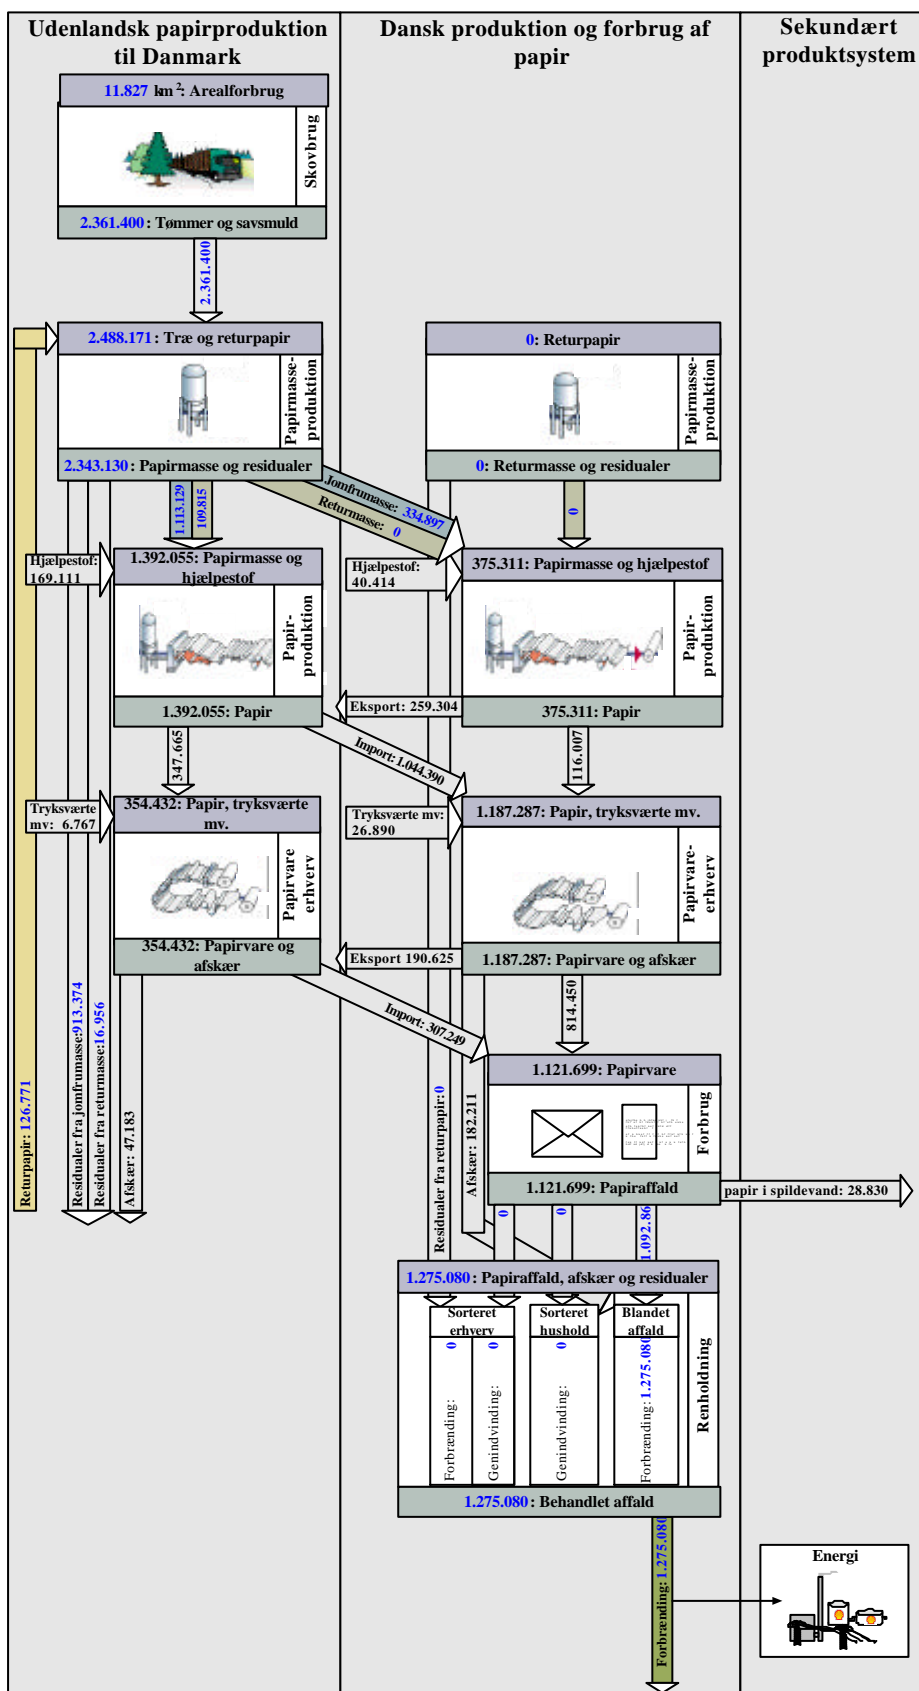 Udenlandsk papirproduktion
til Danmark
Dansk produktion og forbrug af
papir
Sekundært
produktsystem
11.827 km²: Arealforbrug
Skovbrug
2.361.400: Tømmer og savsmuld
2.361.400
2.488.171: Træ og returpapir
Papirmasse-
produktion
2.343.130: Papirmasse og residualer
0: Returpapir
Papirmasse-
produktion
0: Returmasse og residualer
1.113.129
109.815
Jomfrumasse: 334.897
Returmasse: 0
0
Hjælpestof:
169.111
1.392.055: Papirmasse og
hjælpestof
Papir-
produktion
1.392.055: Papir
Hjælpestof:
40.414
375.311: Papirmasse og hjælpestof
Papir-
produktion
375.311: Papir
Eksport: 259.304
347.665
Import: 1.044.390
116.007
Tryksværte
mv: 6.767
354.432: Papir, tryksværte
mv.
Papirvare
erhverv
354.432: Papirvare og
afskær
Tryksværte mv:
26.890
1.187.287: Papir, tryksværte mv.
Papirvare-
erhverv
1.187.287: Papirvare og afskær
Eksport 190.625
Import: 307.249
814.450
Returpapir: 126.771
Residualer fra jomfrumasse:913.374
Residualer fra returmasse:16.956
Afskær: 47.183
Residualer fra returpapir:0
Afskær: 182.211
1.121.699: Papirvare
Forbrug
1.121.699: Papiraffald
papir i spildevand: 28.830
0
0
1.092.86
1.275.080: Papiraffald, afskær og residualer
Sorteret
erhverv
Sorteret
hushold
Blandet
affald
Forbrænding: 0
Genindvinding: 0
Genindvinding: 0
Forbrænding: 1.275.080
Renholdning
1.275.080: Behandlet affald
Forbrænding: 1.275.080
Energi